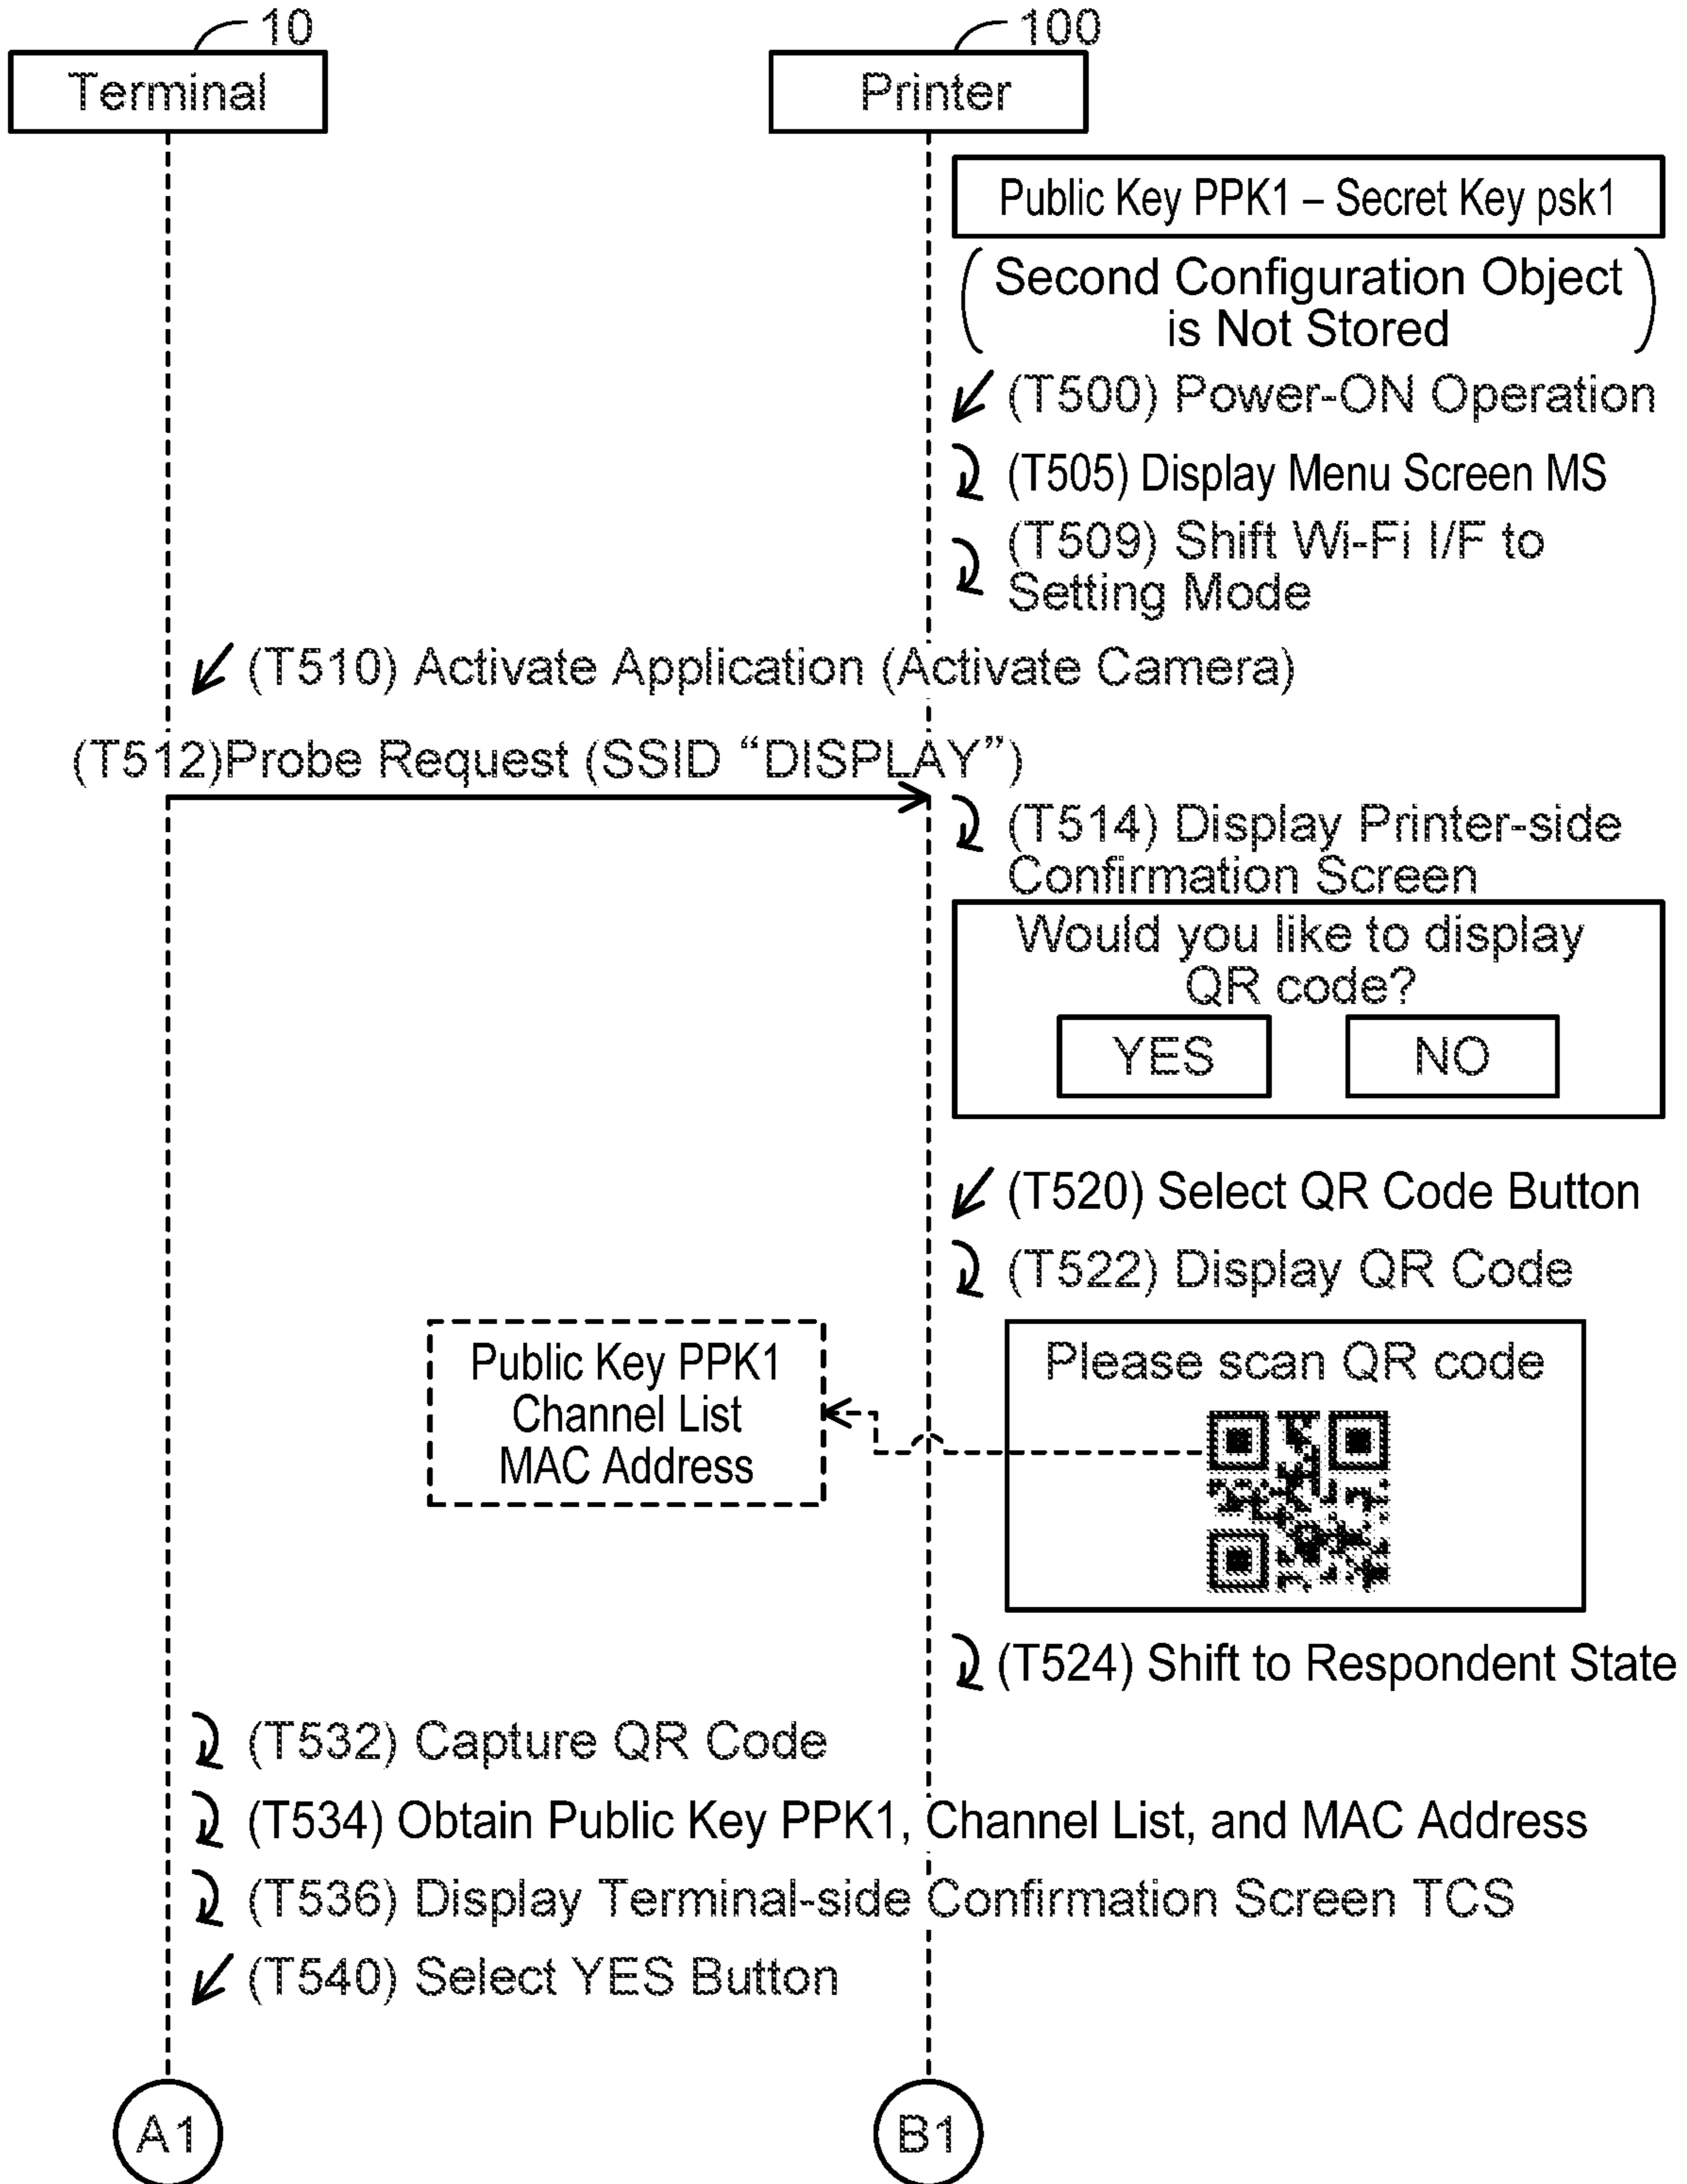 10
100
Terminal
Printer
Public Key PPK1 – Secret Key psk1
(Second Configuration Object
is Not Stored)
(T500) Power-ON Operation
(T505) Display Menu Screen MS
(T509) Shift Wi-Fi I/F to
Setting Mode
(T510) Activate Application (Activate Camera)
(T512)Probe Request (SSID “DISPLAY”)
(T514) Display Printer-side
Confirmation Screen
Would you like to display
QR code?
YES
NO
(T520) Select QR Code Button
(T522) Display QR Code
Please scan QR code
Public Key PPK1
Channel List
MAC Address
(T524) Shift to Respondent State
(T532) Capture QR Code
(T534) Obtain Public Key PPK1, Channel List, and MAC Address
(T536) Display Terminal-side Confirmation Screen TCS
(T540) Select YES Button
A1
B1